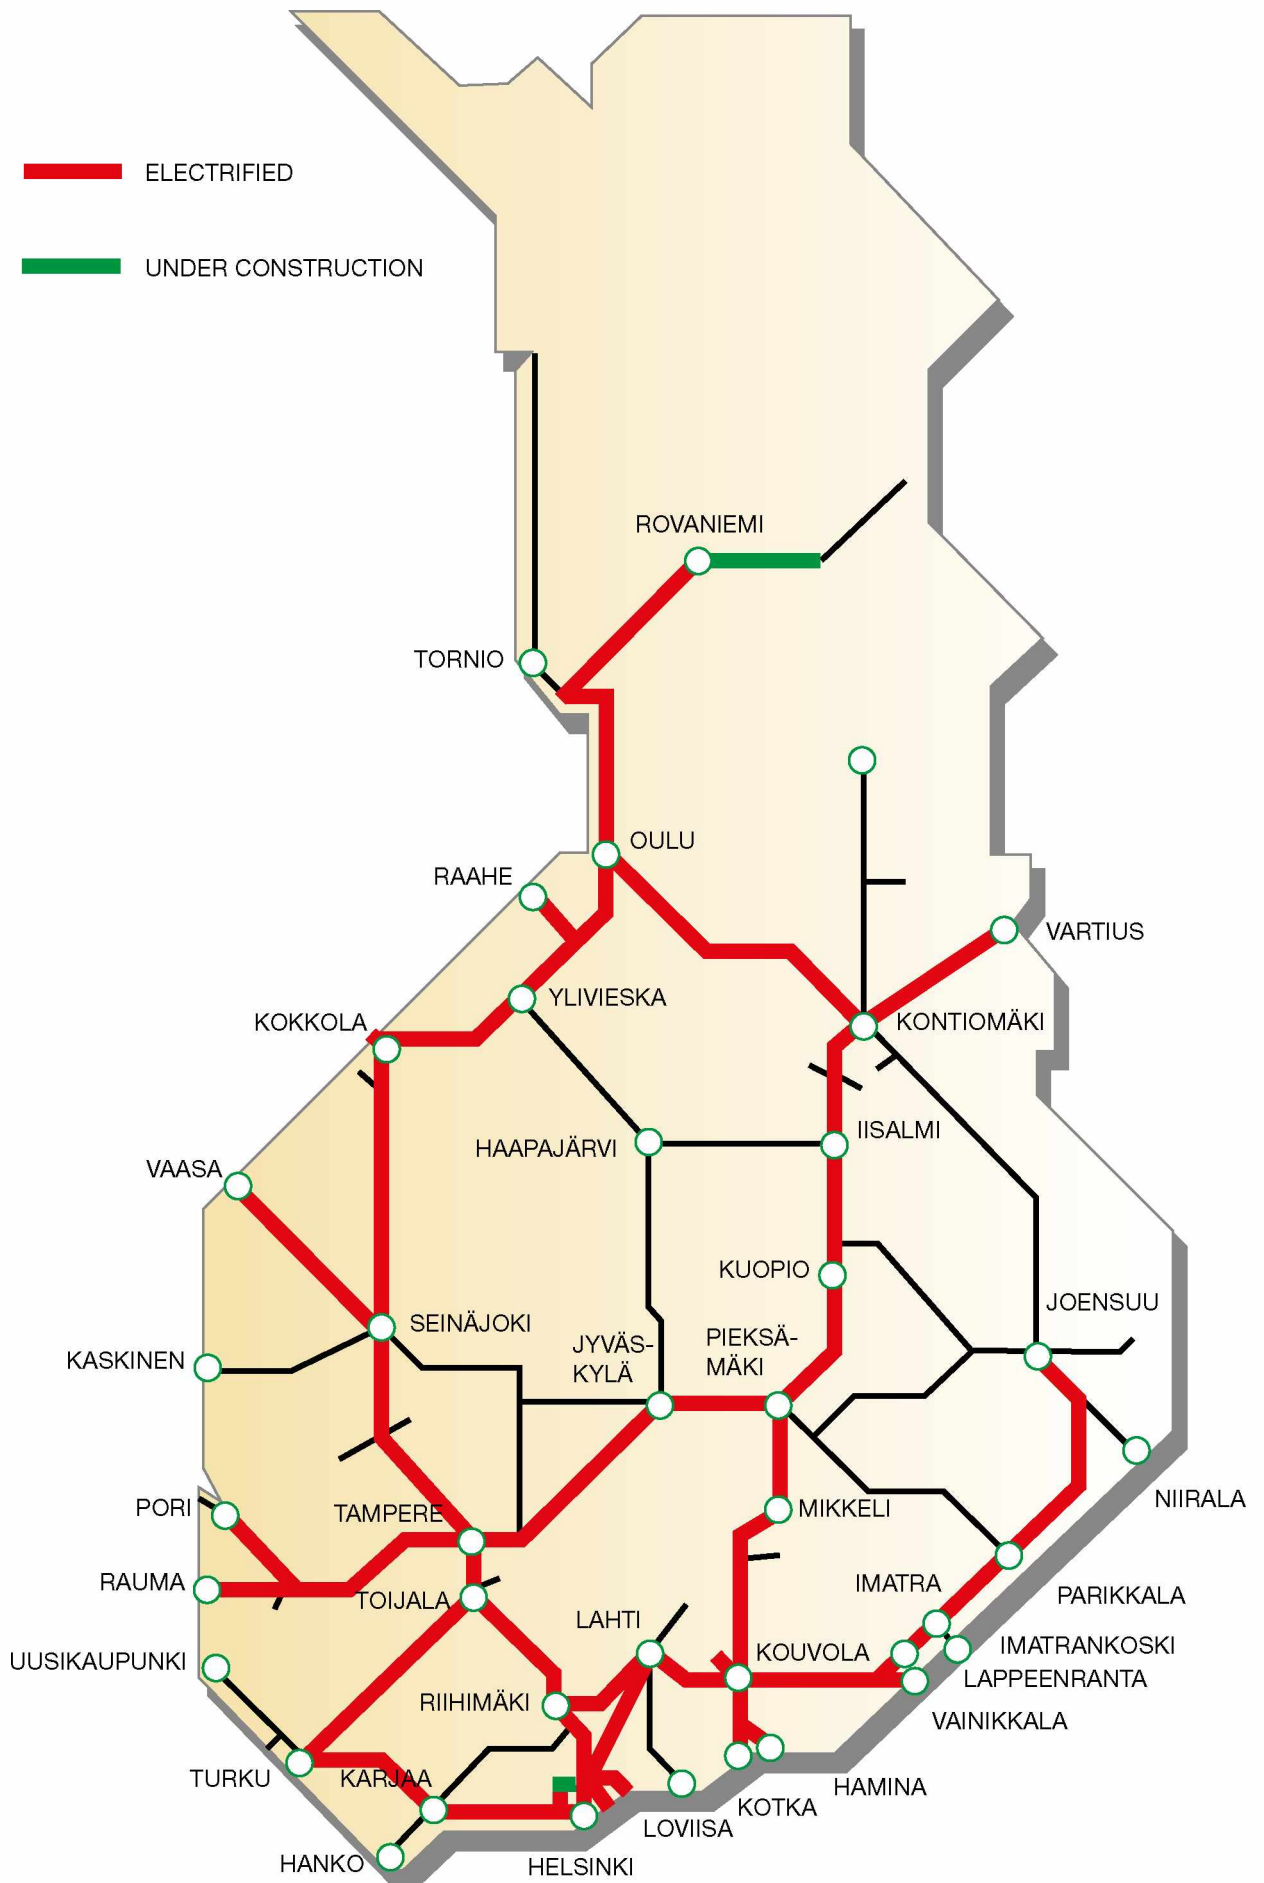 ELECTRIFIED
UNDER CONSTRUCTION
ROVANIEMI
TORNIO
OULU
RAAHE
VARTIUS
YLIVIESKA
KOKKOLA
KONTIOMÄKI
IISALMI
HAAPAJÄRVI
VAASA
KUOPIO
JOENSUU
SEINÄJOKI
JYVÄS-
KYLÄ
PIEKSÄ-
MÄKI
KASKINEN
NIIRALA
PORI
TAMPERE
MIKKELI
RAUMA
TOIJALA
IMATRA
PARIKKALA
LAHTI
KOUVOLA
IMATRANKOSKI
UUSIKAUPUNKI
LAPPEENRANTA
RIIHIMÄKI
VAINIKKALA
TURKU
KARJAA
HAMINA
KOTKA
LOVIISA
HANKO
HELSINKI